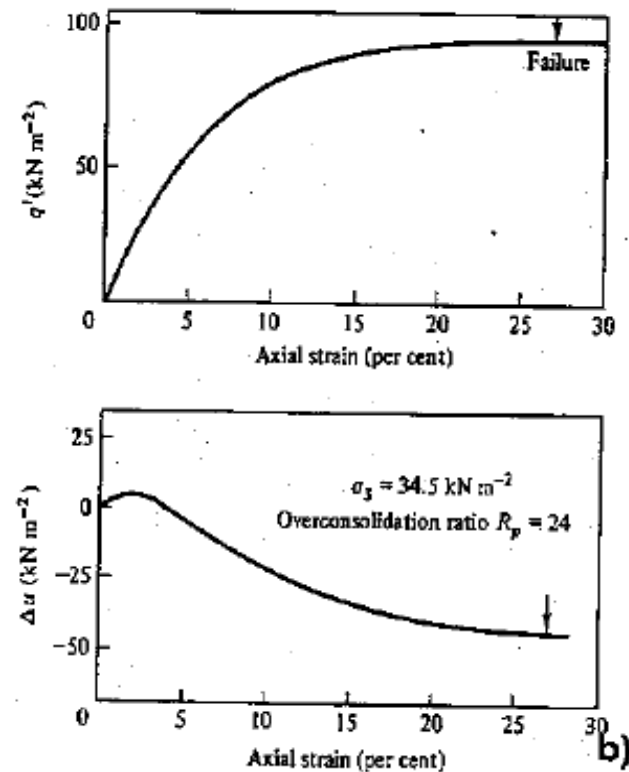 100
50
0
q' (kN m⁻²)
Failure
5 10 15 20 25 30
Axial strain (per cent)
25
0
−25
−50
0
Δu (kN m⁻²)
σ₃ = 34.5 kN m⁻²
Overconsolidation ratio Rₚ = 24
5 10 15 20 25 30
Axial strain (per cent)
b)